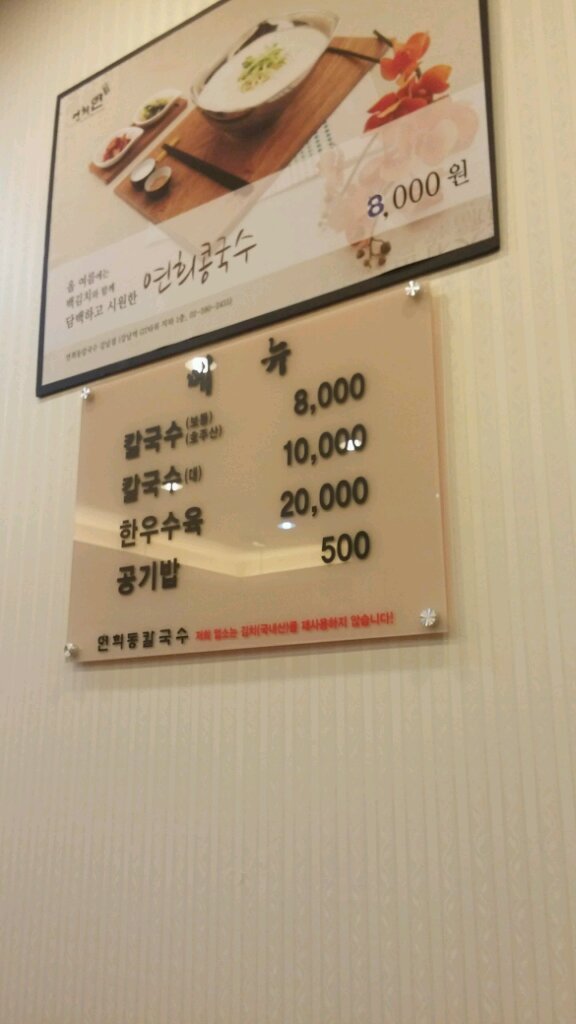 연희
8,000원
올 여름에는
백김치와 함께
담백하고 시원한 연희콩국수
메 뉴
칼국수 (보통) (호주산) 8,000
칼국수 (대) 10,000
한우수육 20,000
공기밥 500
연희동칼국수 저희 업소는 김치(국내산)를 재사용하지 않습니다!